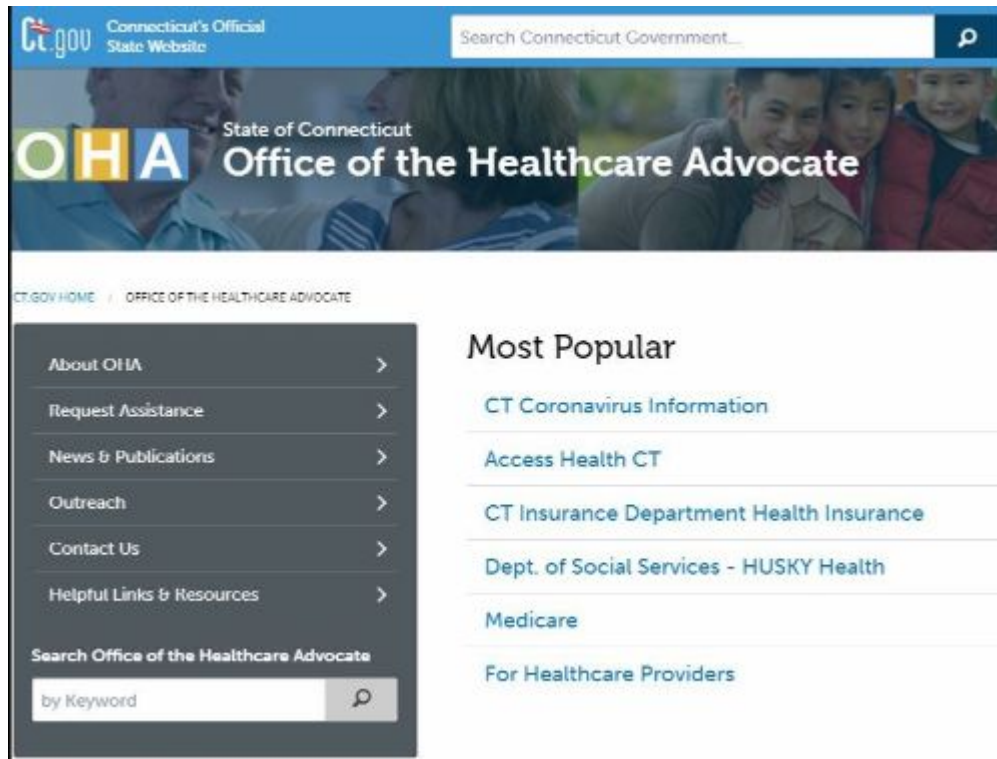 Ct.gov
Connecticut's Official
State Website
Search Connecticut Government...
OHA
State of Connecticut
Office of the Healthcare Advocate
CT.GOV HOME / OFFICE OF THE HEALTHCARE ADVOCATE
About OHA
Request Assistance
News & Publications
Outreach
Contact Us
Helpful Links & Resources
Search Office of the Healthcare Advocate
by Keyword
Most Popular
CT Coronavirus Information
Access Health CT
CT Insurance Department Health Insurance
Dept. of Social Services - HUSKY Health
Medicare
For Healthcare Providers